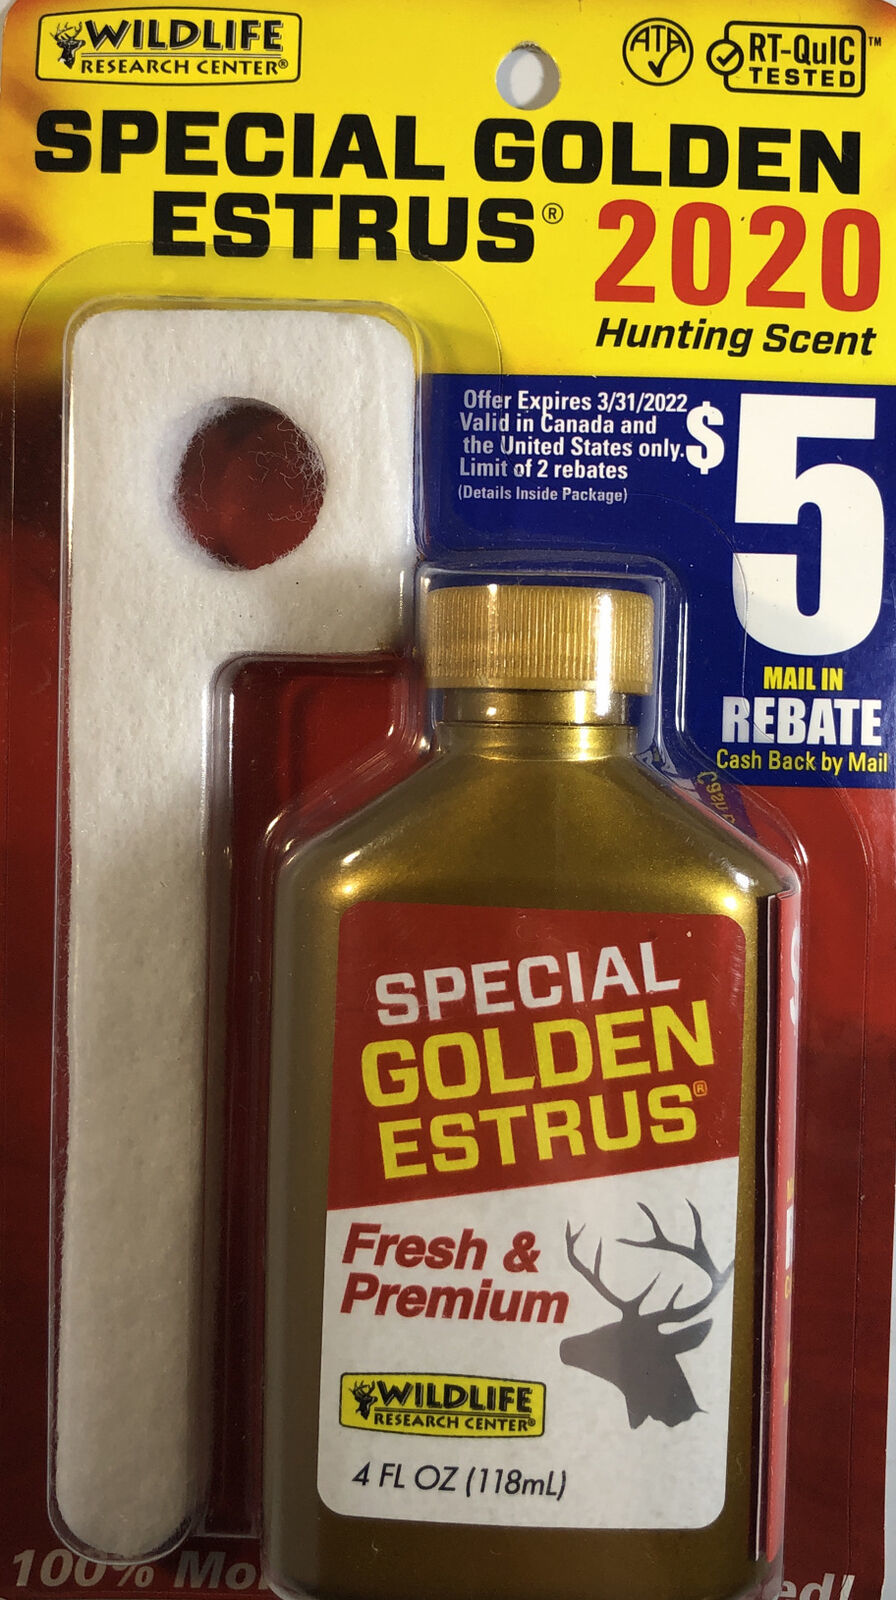 WILDLIFE
RESEARCH CENTER®
ATA
RT-QuIC™
TESTED
SPECIAL GOLDEN
ESTRUS® 2020
Hunting Scent
Offer Expires 3/31/2022
Valid in Canada and
the United States only.
Limit of 2 rebates
(Details Inside Package)
$5
MAIL IN
REBATE
Cash Back by Mail
SPECIAL
GOLDEN
ESTRUS®
Fresh &
Premium
WILDLIFE
RESEARCH CENTER®
4 FL OZ (118mL)
100%